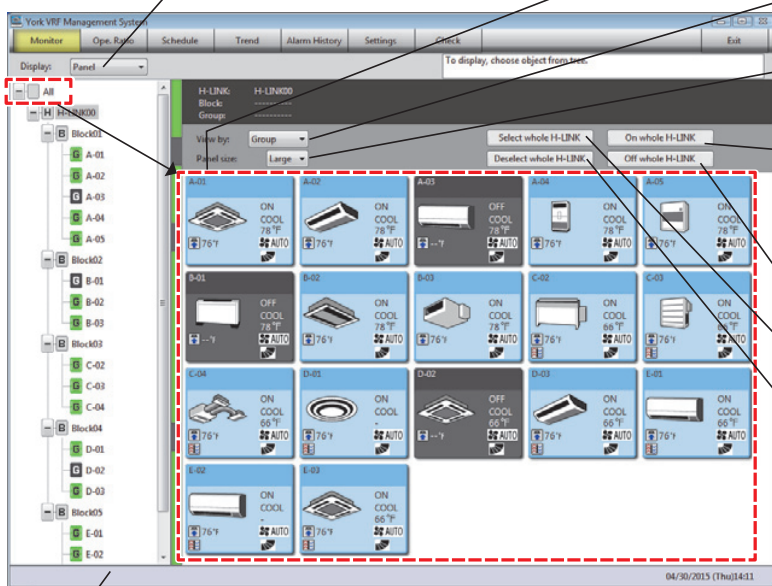 York VRF Management System
Monitor Ope. Ratio Schedule Trend Alarm History Settings Check Exit
Display: Panel
To display, choose object from tree.
All
H H-LINK00
B Block01
G A-01
G A-02
G A-03
G A-04
G A-05
B Block02
G B-01
G B-02
G B-03
B Block03
G C-02
G C-03
G C-04
B Block04
G D-01
G D-02
G D-03
B Block05
G E-01
G E-02
H-LINK: H-LINK00
Block: ----------
Group: ----------
View by: Group
Panel size: Large
Select whole H-LINK On whole H-LINK
Deselect whole H-LINK Off whole H-LINK
A-01
ON
COOL
78°F
76°F AUTO
A-02
ON
COOL
78°F
76°F AUTO
A-03
OFF
COOL
78°F
--°F AUTO
A-04
ON
COOL
78°F
76°F AUTO
A-05
ON
COOL
78°F
76°F AUTO
B-01
OFF
COOL
78°F
--°F AUTO
B-02
ON
COOL
78°F
76°F AUTO
B-03
ON
COOL
78°F
76°F AUTO
C-02
ON
COOL
66°F
76°F AUTO
C-03
ON
COOL
66°F
76°F AUTO
C-04
ON
COOL
66°F
76°F AUTO
D-01
ON
COOL
-
76°F AUTO
D-02
OFF
COOL
66°F
--°F AUTO
D-03
ON
COOL
66°F
76°F AUTO
E-01
ON
COOL
66°F
76°F AUTO
E-02
ON
COOL
-
76°F AUTO
E-03
ON
COOL
66°F
76°F AUTO
04/30/2015 (Thu)14:11